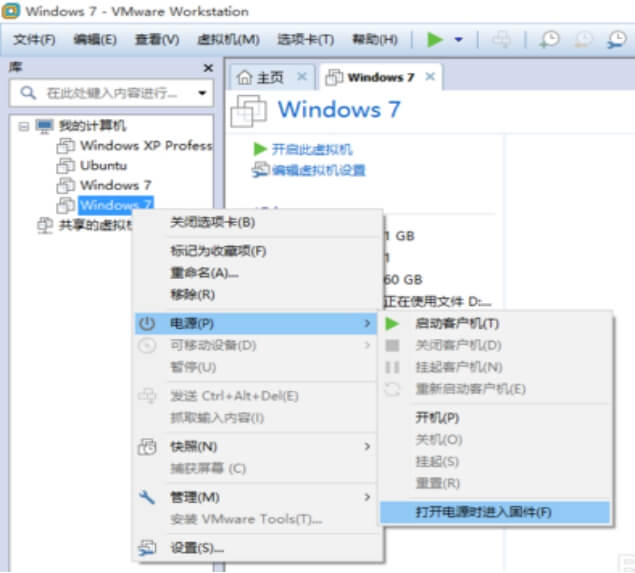 Windows 7 - VMware Workstation
文件(F) 编辑(E) 查看(V) 虚拟机(M) 选项卡(T) 帮助(H)
库
在此处键入内容进行...
我的计算机
Windows XP Profess
Ubuntu
Windows 7
Windows 7
共享的虚拟
主页
Windows 7
Windows 7
开启此虚拟机
编辑虚拟机设置
1 GB
1
60 GB
正在使用文件 D:...
关闭选项卡(B)
标记为收藏项(F)
重命名(A)...
移除(R)
电源(P)
可移动设备(D)
暂停(U)
发送 Ctrl+Alt+Del(E)
抓取输入内容(I)
快照(N)
捕获屏幕 (C)
管理(M)
安装 VMware Tools(T)...
设置(S)...
启动客户机(T)
关闭客户机(D)
挂起客户机(N)
重新启动客户机(E)
开机(P)
关机(O)
挂起(S)
重置(R)
打开电源时进入固件(F)